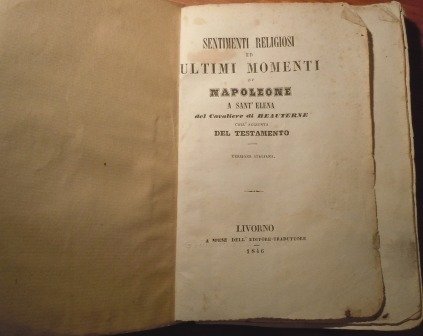 SENTIMENTI RELIGIOSI
ED
ULTIMI MOMENTI
DI
NAPOLEONE
A SANT' ELENA
del Cavaliere di BEAUTERNE
COLL' AGGIUNTA
DEL TESTAMENTO
VERSIONE ITALIANA.
LIVORNO
A SPESE DELL' EDITORE-TRADUTTORE
1846